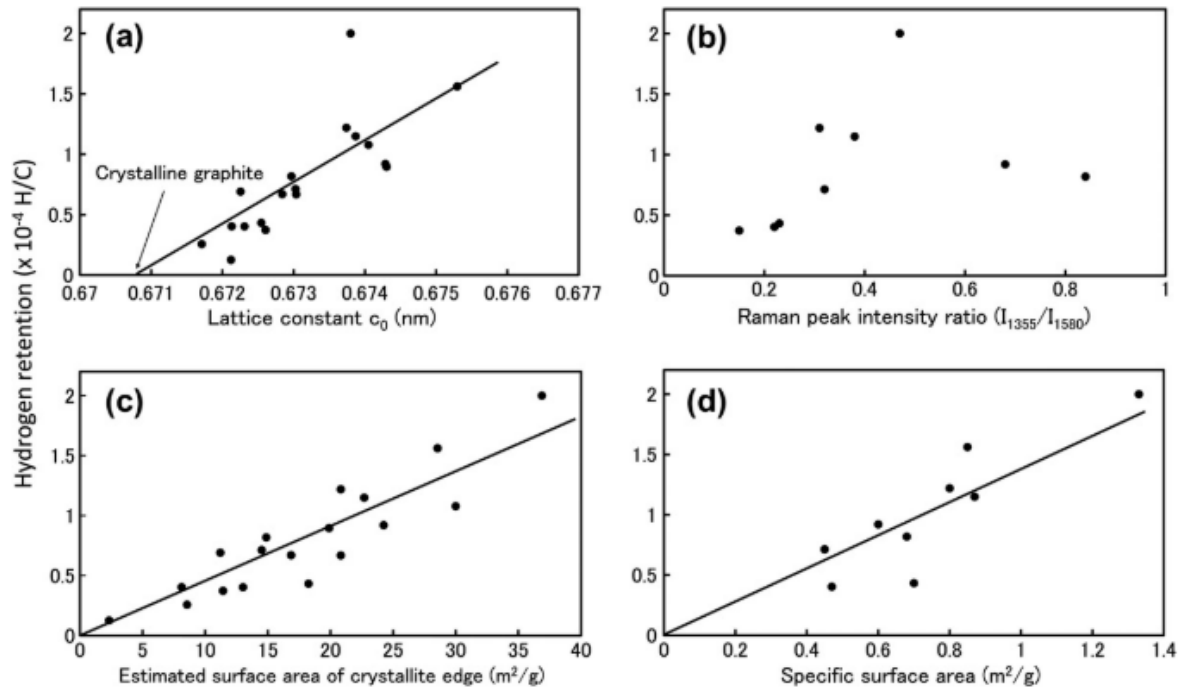 Hydrogen retention (x 10⁻⁴ H/C)
(a)
2
1.5
1
0.5
0
Crystalline graphite
0.67 0.671 0.672 0.673 0.674 0.675 0.676 0.677
Lattice constant c₀ (nm)
(b)
2
1.5
1
0.5
0
0.2 0.4 0.6 0.8 1
Raman peak intensity ratio (I₁₃₅₅/I₁₅₈₀)
(c)
2
1.5
1
0.5
0
0 5 10 15 20 25 30 35 40
Estimated surface area of crystallite edge (m²/g)
(d)
2
1.5
1
0.5
0
0 0.2 0.4 0.6 0.8 1 1.2 1.4
Specific surface area (m²/g)